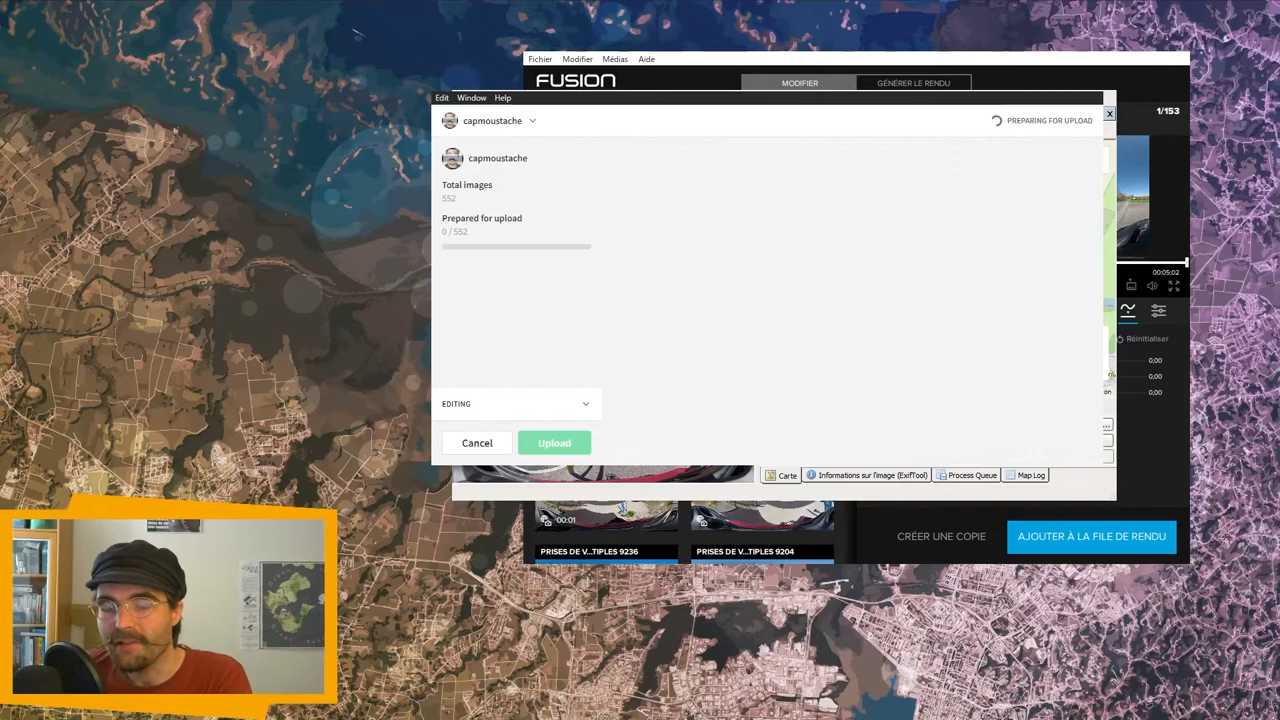 Fichier Modifier Médias Aide
FUSION
MODIFIER
GÉNÉRER LE RENDU
Edit Window Help
1/153
capmoustache
PREPARING FOR UPLOAD
capmoustache
Total images
552
Prepared for upload
0 / 552
00:05;02
Réinitialiser
0,00
0,00
0,00
EDITING
Cancel
Upload
Carte
Informations sur l'image (ExifTool)
Process Queue
Map Log
00:01
CRÉER UNE COPIE
AJOUTER À LA FILE DE RENDU
PRISES DE V...TIPLES 9236
PRISES DE V...TIPLES 9204